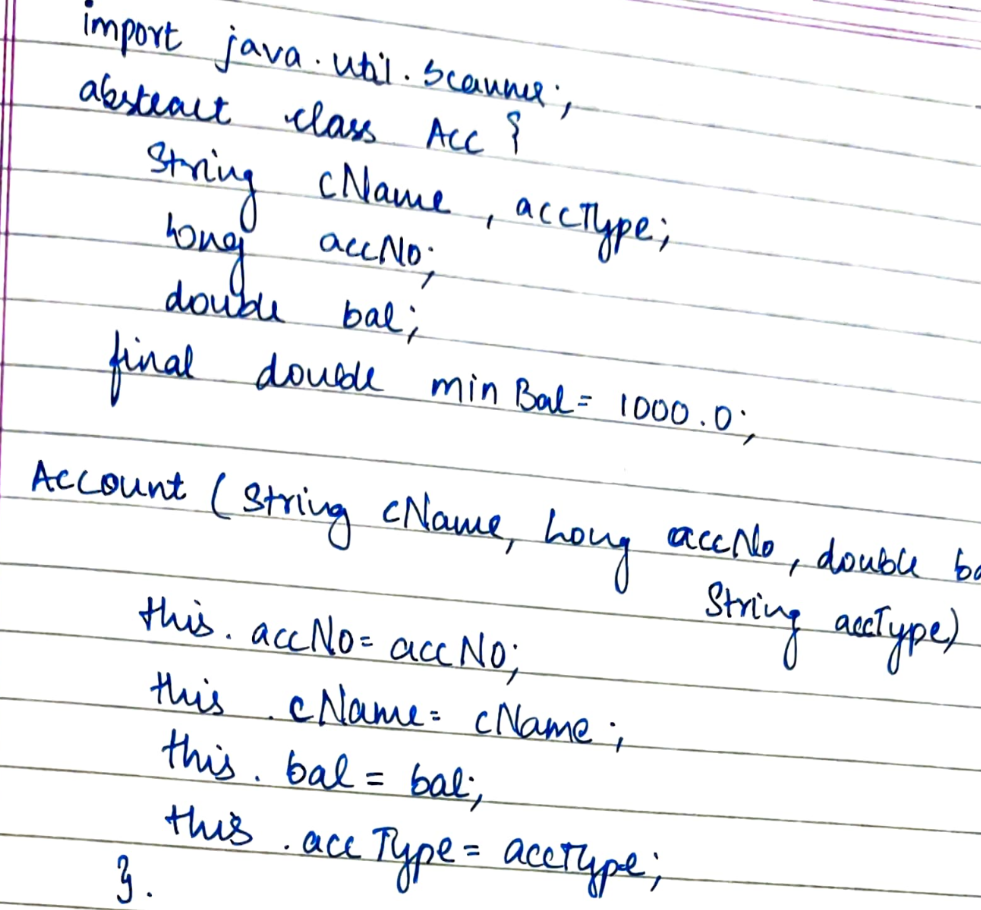 import java.util.Scanner;
abstract class Acc {
String cName, accType;
long accNo;
double bal;
final double minBal= 1000.0;
Account (String cName, long accNo, double ba
String accType)
this. accNo= accNo;
this .cName= cName;
this. bal = bal;
this .accType= accType;
}.